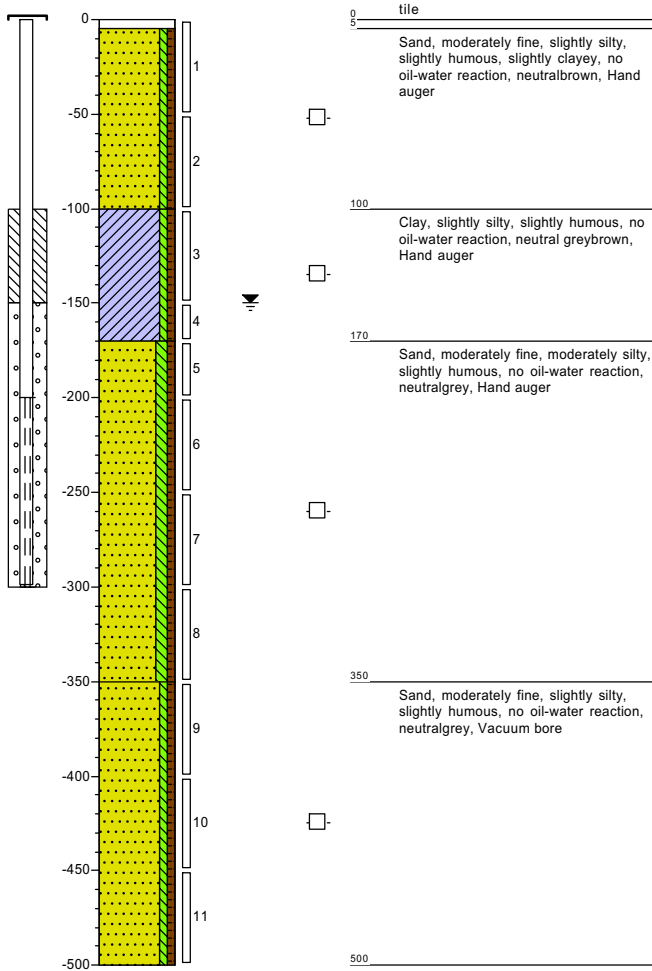 0
-50
-100
-150
-200
-250
-300
-350
-400
-450
-500
1
2
3
4
5
6
7
8
9
10
11
0
tile
5
Sand, moderately fine, slightly silty,
slightly humous, slightly clayey, no
oil-water reaction, neutralbrown, Hand
auger
100
Clay, slightly silty, slightly humous, no
oil-water reaction, neutral greybrown,
Hand auger
170
Sand, moderately fine, moderately silty,
slightly humous, no oil-water reaction,
neutralgrey, Hand auger
350
Sand, moderately fine, slightly silty,
slightly humous, no oil-water reaction,
neutralgrey, Vacuum bore
500